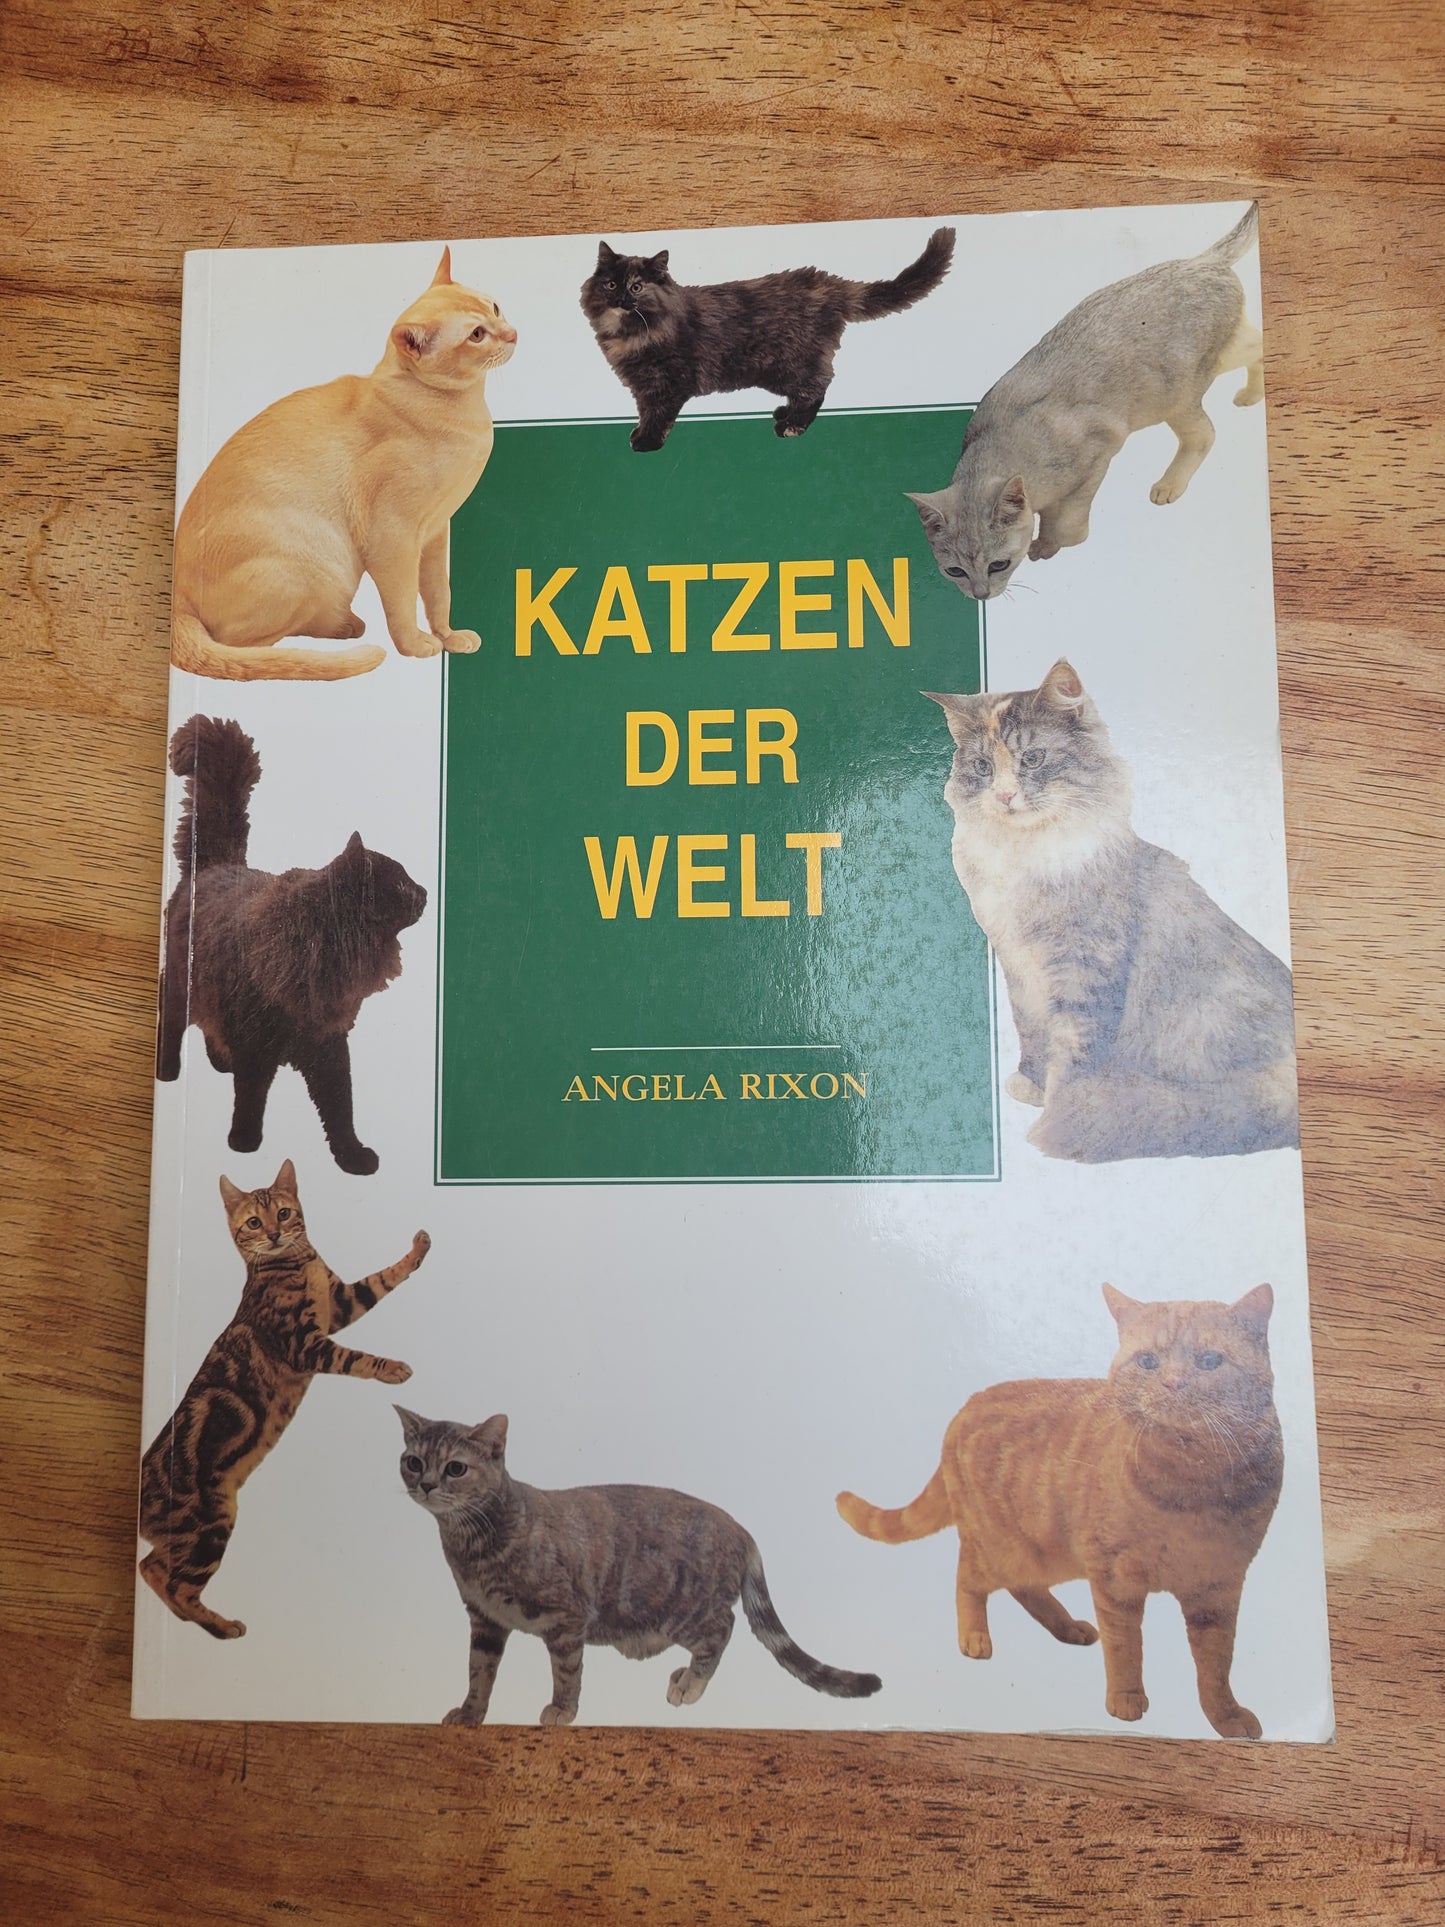 KATZEN
DER
WELT
ANGELA RIXON